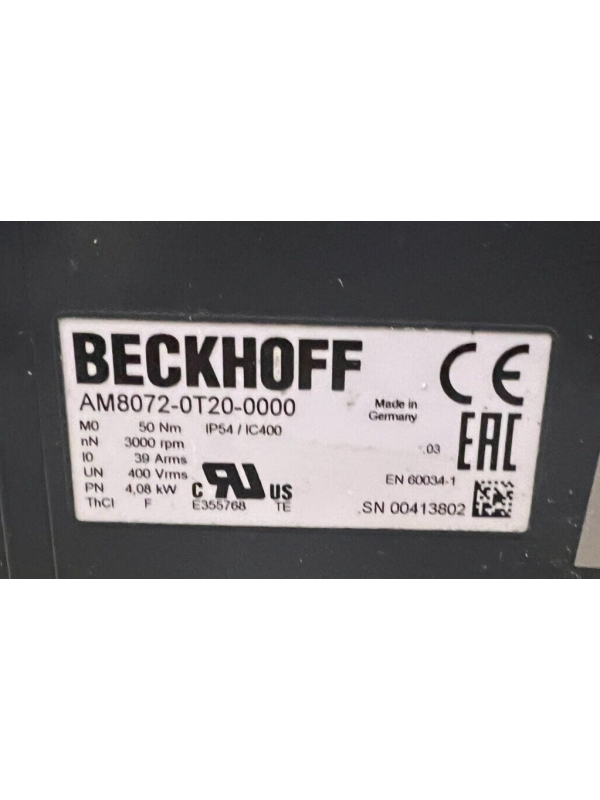 BECKHOFF
CE
AM8072-0T20-0000
Made in
Germany
M0 50 Nm IP54 / IC400
nN 3000 rpm
I0 39 Arms
UN 400 Vrms
PN 4,08 kW
ThCl F
.03
EAC
EN 60034-1
c RU US
E355768 TE
SN 00413802